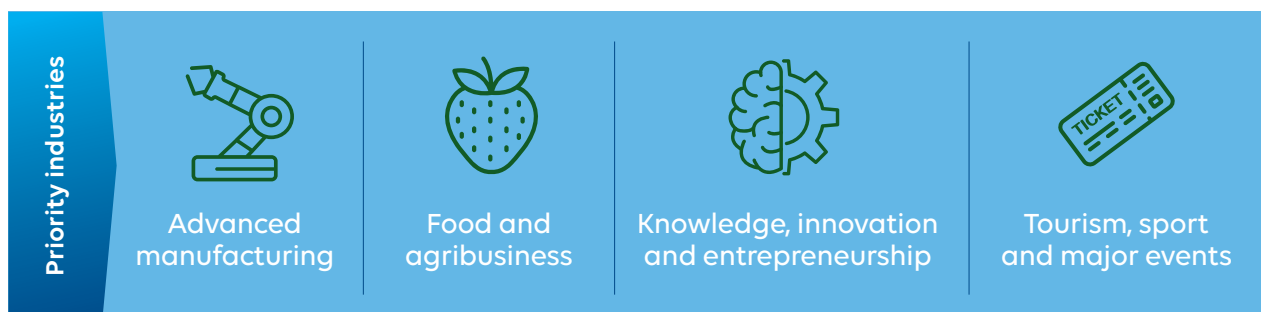 Priority industries
TICKET
Advanced
manufacturing
Food and
agribusiness
Knowledge, innovation
and entrepreneurship
Tourism, sport
and major events